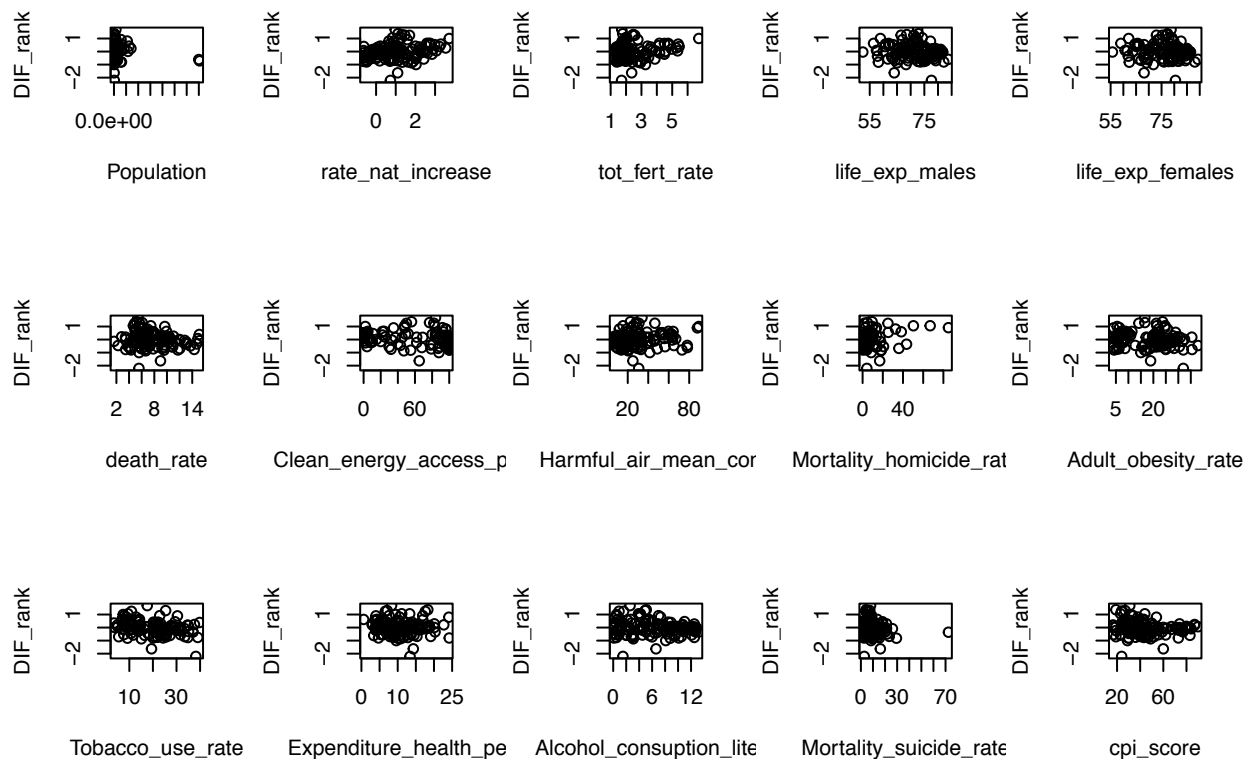 DIF_rank
1
-2
0.0e+00
Population
DIF_rank
1
-2
0 2
rate_nat_increase
DIF_rank
1
-2
1 3 5
tot_fert_rate
DIF_rank
1
-2
55 75
life_exp_males
DIF_rank
1
-2
55 75
life_exp_females
DIF_rank
1
-2
2 8 14
death_rate
DIF_rank
1
-2
0 60
Clean_energy_access_p
DIF_rank
1
-2
20 80
Harmful_air_mean_cor
DIF_rank
1
-2
0 40
Mortality_homicide_rat
DIF_rank
1
-2
5 20
Adult_obesity_rate
DIF_rank
1
-2
10 30
Tobacco_use_rate
DIF_rank
1
-2
0 10 25
Expenditure_health_pe
DIF_rank
1
-2
0 6 12
Alcohol_consuption_lite
DIF_rank
1
-2
0 30 70
Mortality_suicide_rate
DIF_rank
1
-2
20 60
cpi_score